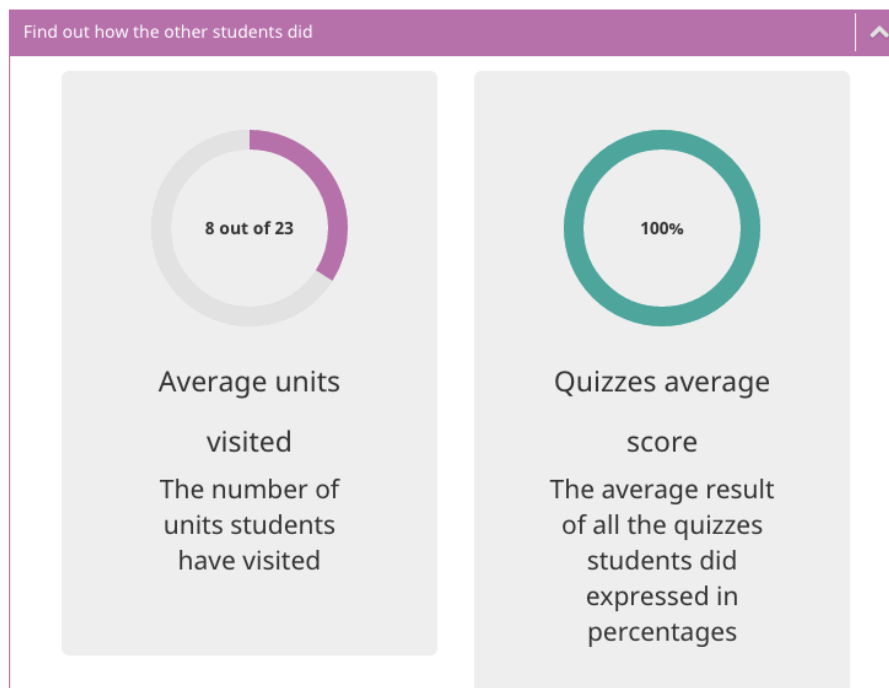 Find out how the other students did
8 out of 23
Average units
visited
The number of
units students
have visited
100%
Quizzes average
score
The average result
of all the quizzes
students did
expressed in
percentages